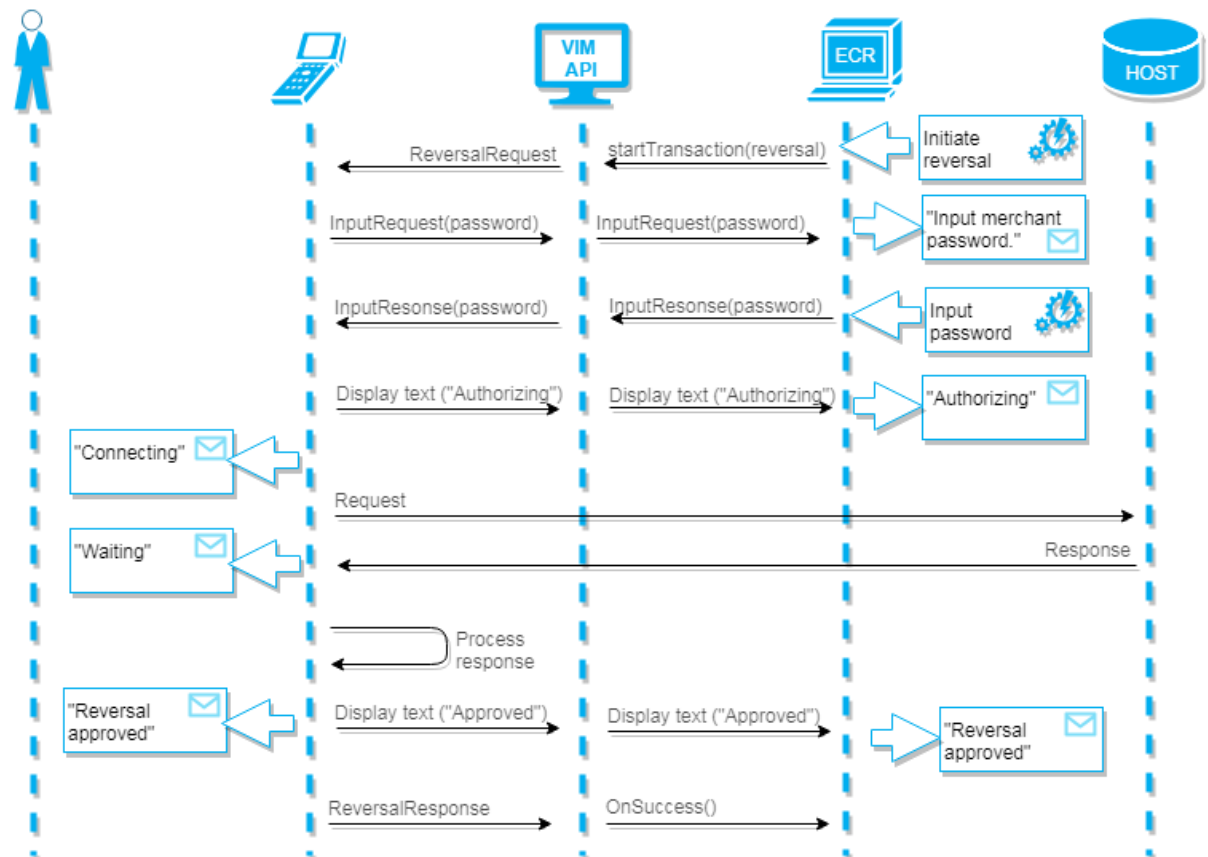 VIM
API
ECR
HOST
ReversalRequest
startTransaction(reversal)
Initiate
reversal
InputRequest(password)
InputRequest(password)
"Input merchant
password."
InputResonse(password)
InputResonse(password)
Input
password
Display text ("Authorizing")
Display text ("Authorizing")
"Authorizing"
"Connecting"
Request
"Waiting"
Response
Process
response
"Reversal
approved"
Display text ("Approved")
Display text ("Approved")
"Reversal
approved"
ReversalResponse
OnSuccess()